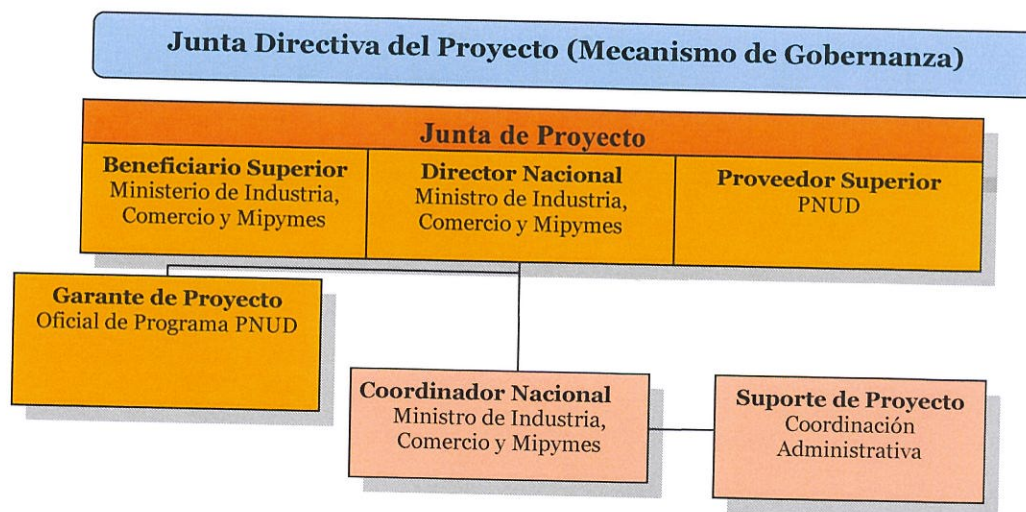 Junta Directiva del Proyecto (Mecanismo de Gobernanza)
Junta de Proyecto
Beneficiario Superior
Ministerio de Industria,
Comercio y Mipymes
Director Nacional
Ministro de Industria,
Comercio y Mipymes
Proveedor Superior
PNUD
Garante de Proyecto
Oficial de Programa PNUD
Coordinador Nacional
Ministro de Industria,
Comercio y Mipymes
Suporte de Proyecto
Coordinación
Administrativa